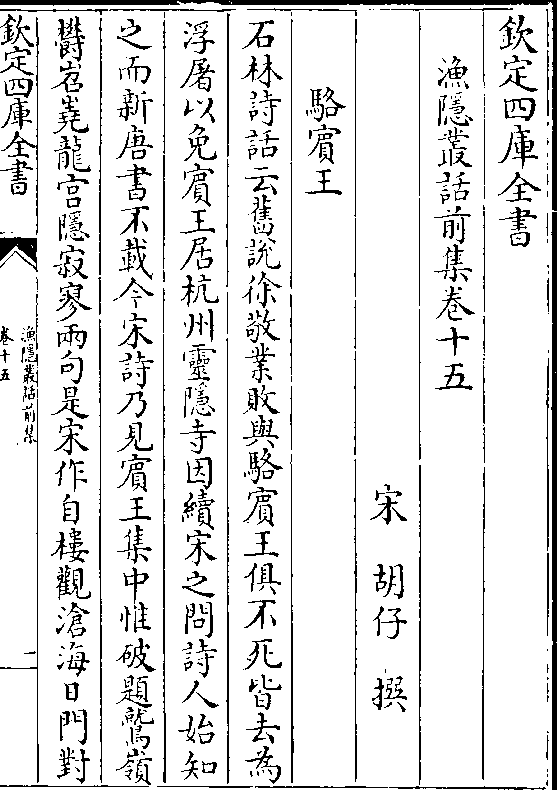 欽定四庫全書
漁隱叢話前集卷十五
宋 胡仔 撰
駱賓王
石林詩話云舊說徐敬業敗與駱賓王俱不死皆去為
浮屠以免賓王居杭州靈隱寺因續宋之問詩人始知
之而新唐書不載今宋詩乃見賓王集中惟破題鷲嶺
欝岧嶤龍宫隱寂寥兩句是宋作自樓觀滄海日門對
欽定四庫全書
漁隱叢話前集
卷十五
一